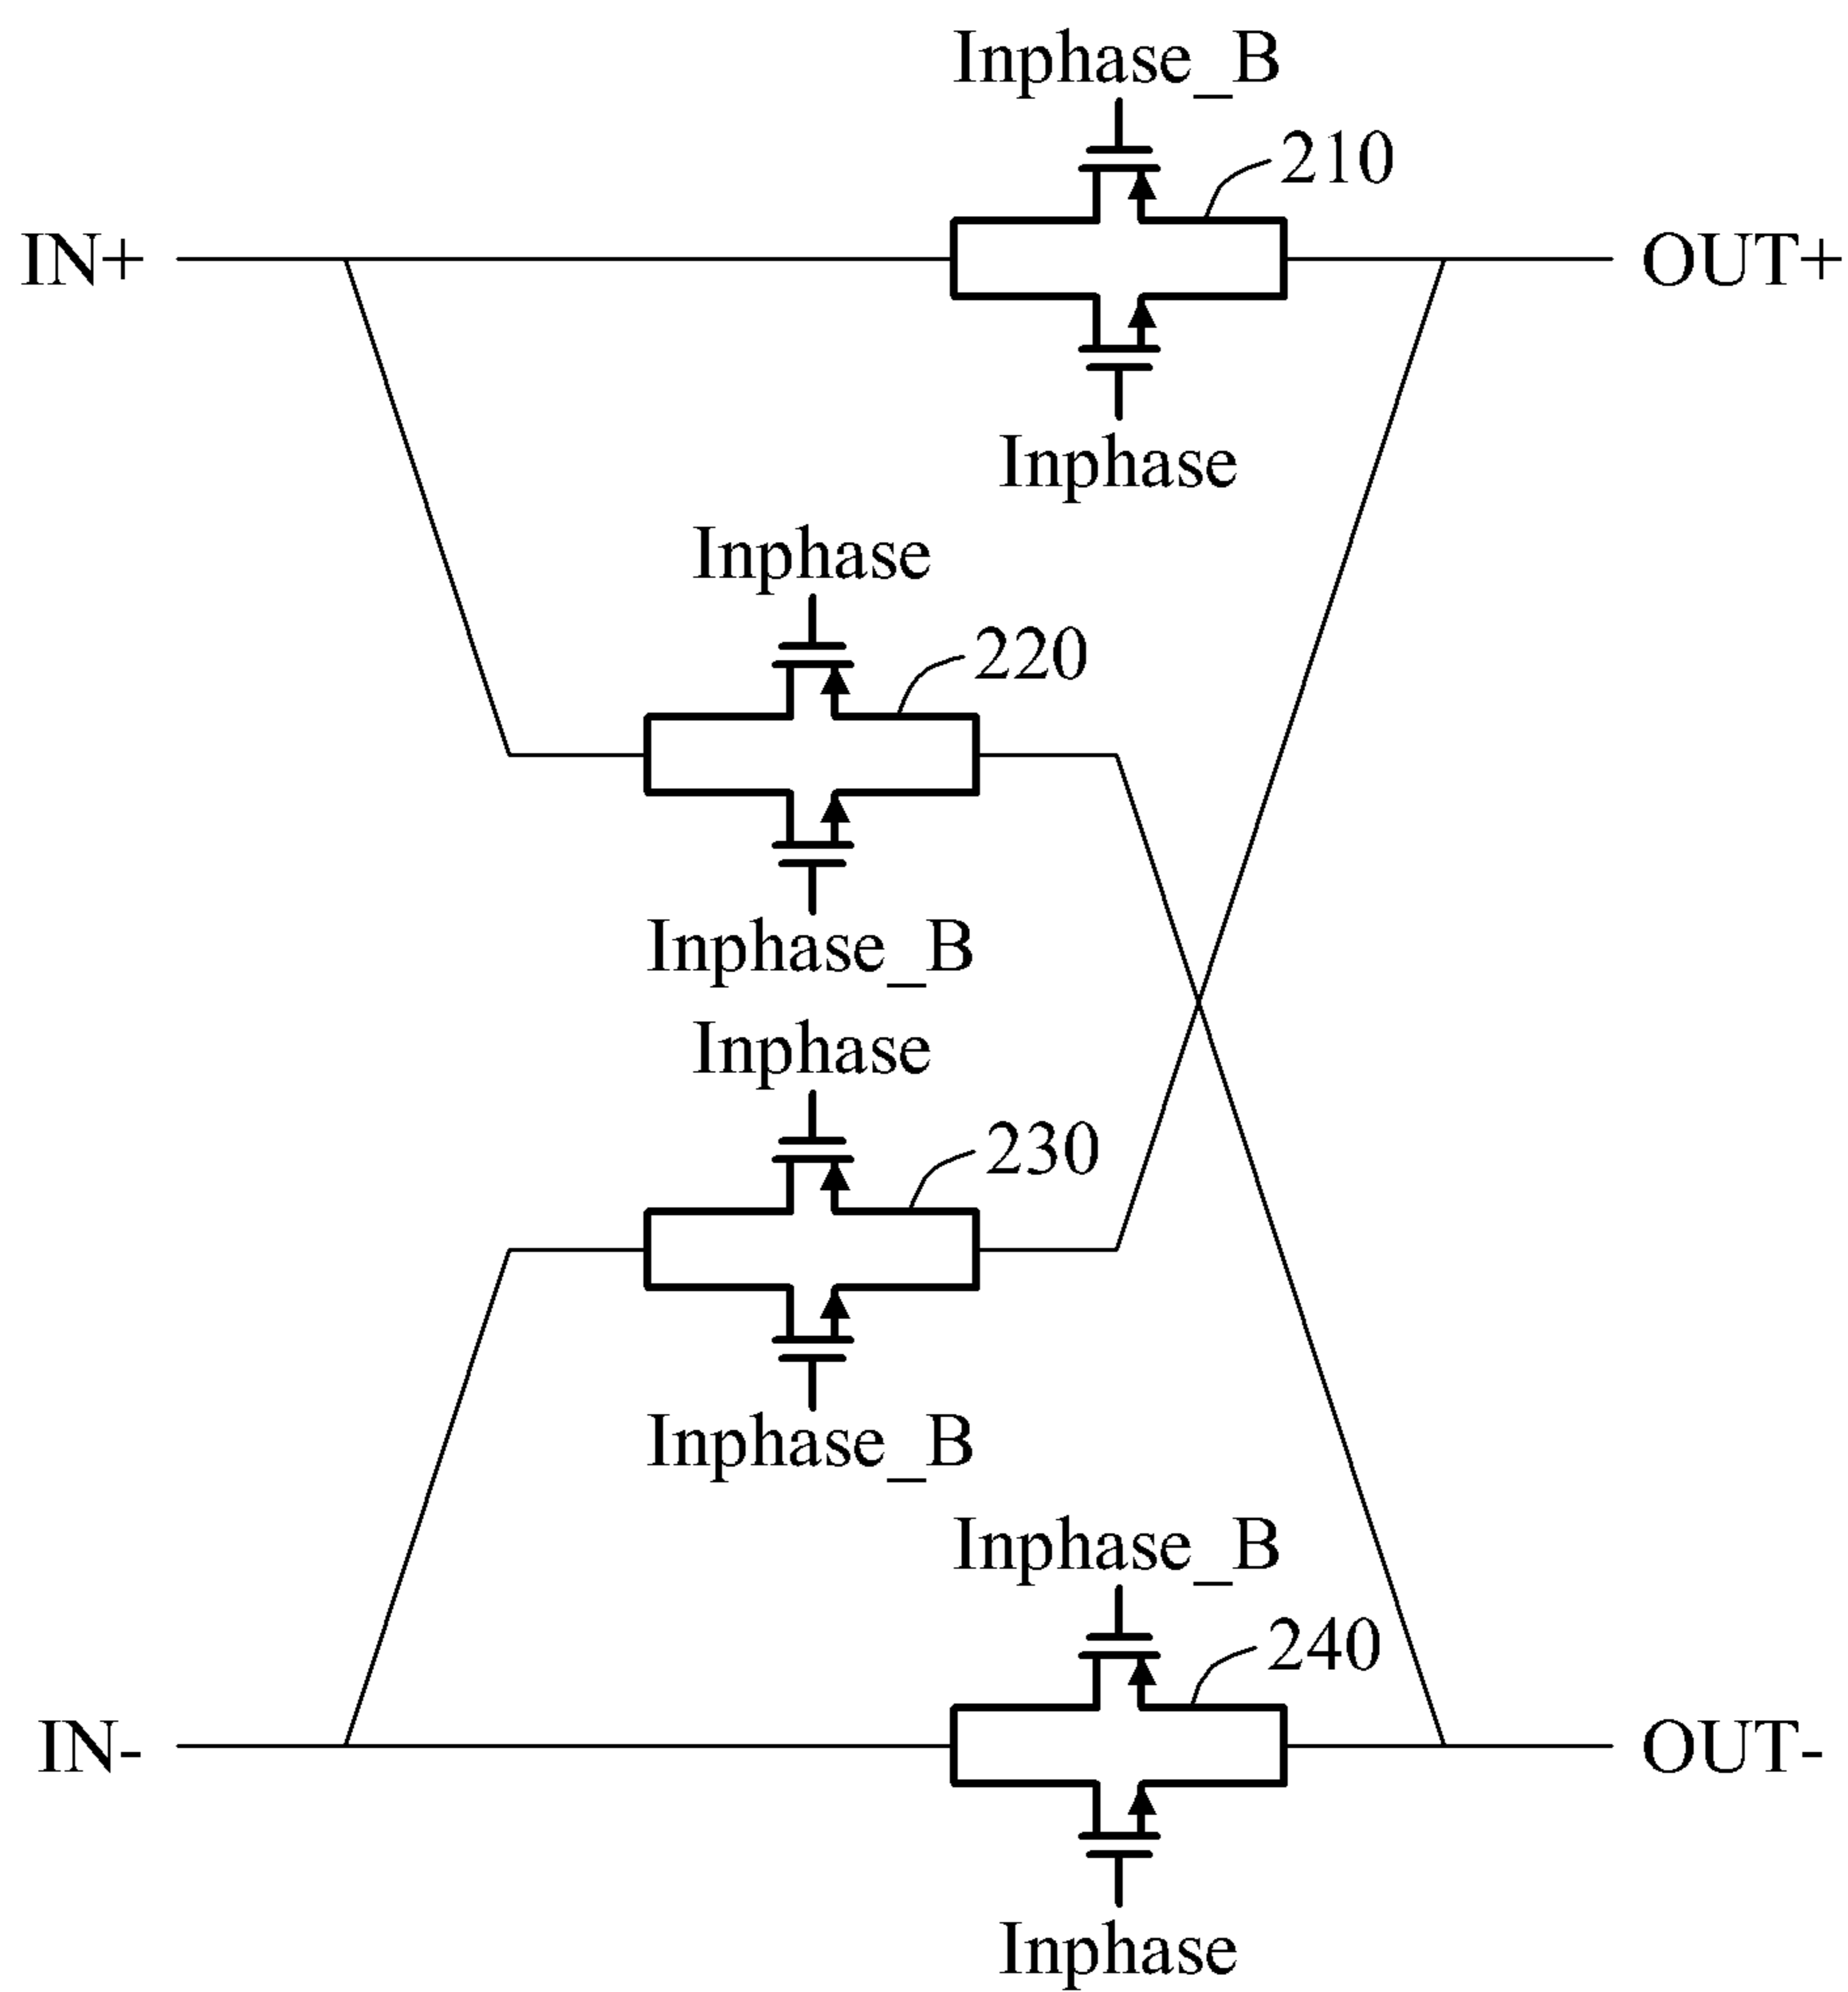 Inphase_B
210
IN+
OUT+
Inphase
Inphase
220
Inphase_B
Inphase
230
Inphase_B
Inphase_B
240
IN-
OUT-
Inphase